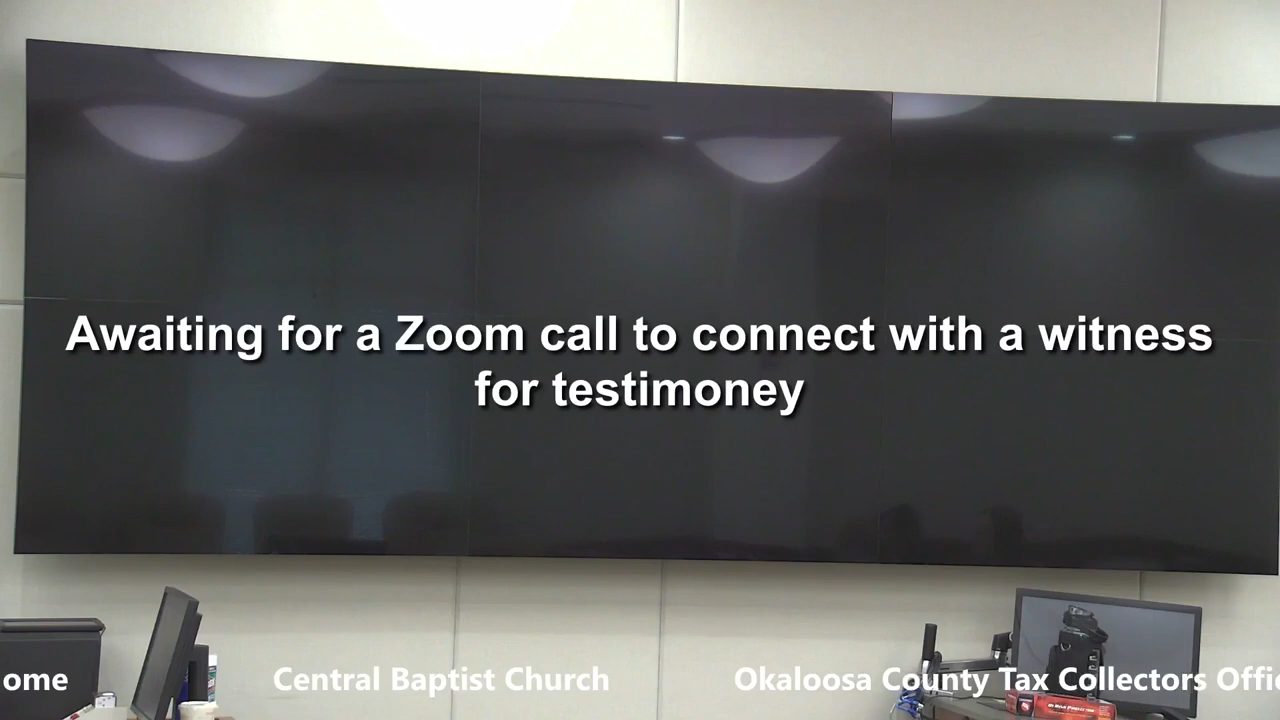 Awaiting for a Zoom call to connect with a witness
for testimoney
ome Central Baptist Church Okaloosa County Tax Collectors Offi